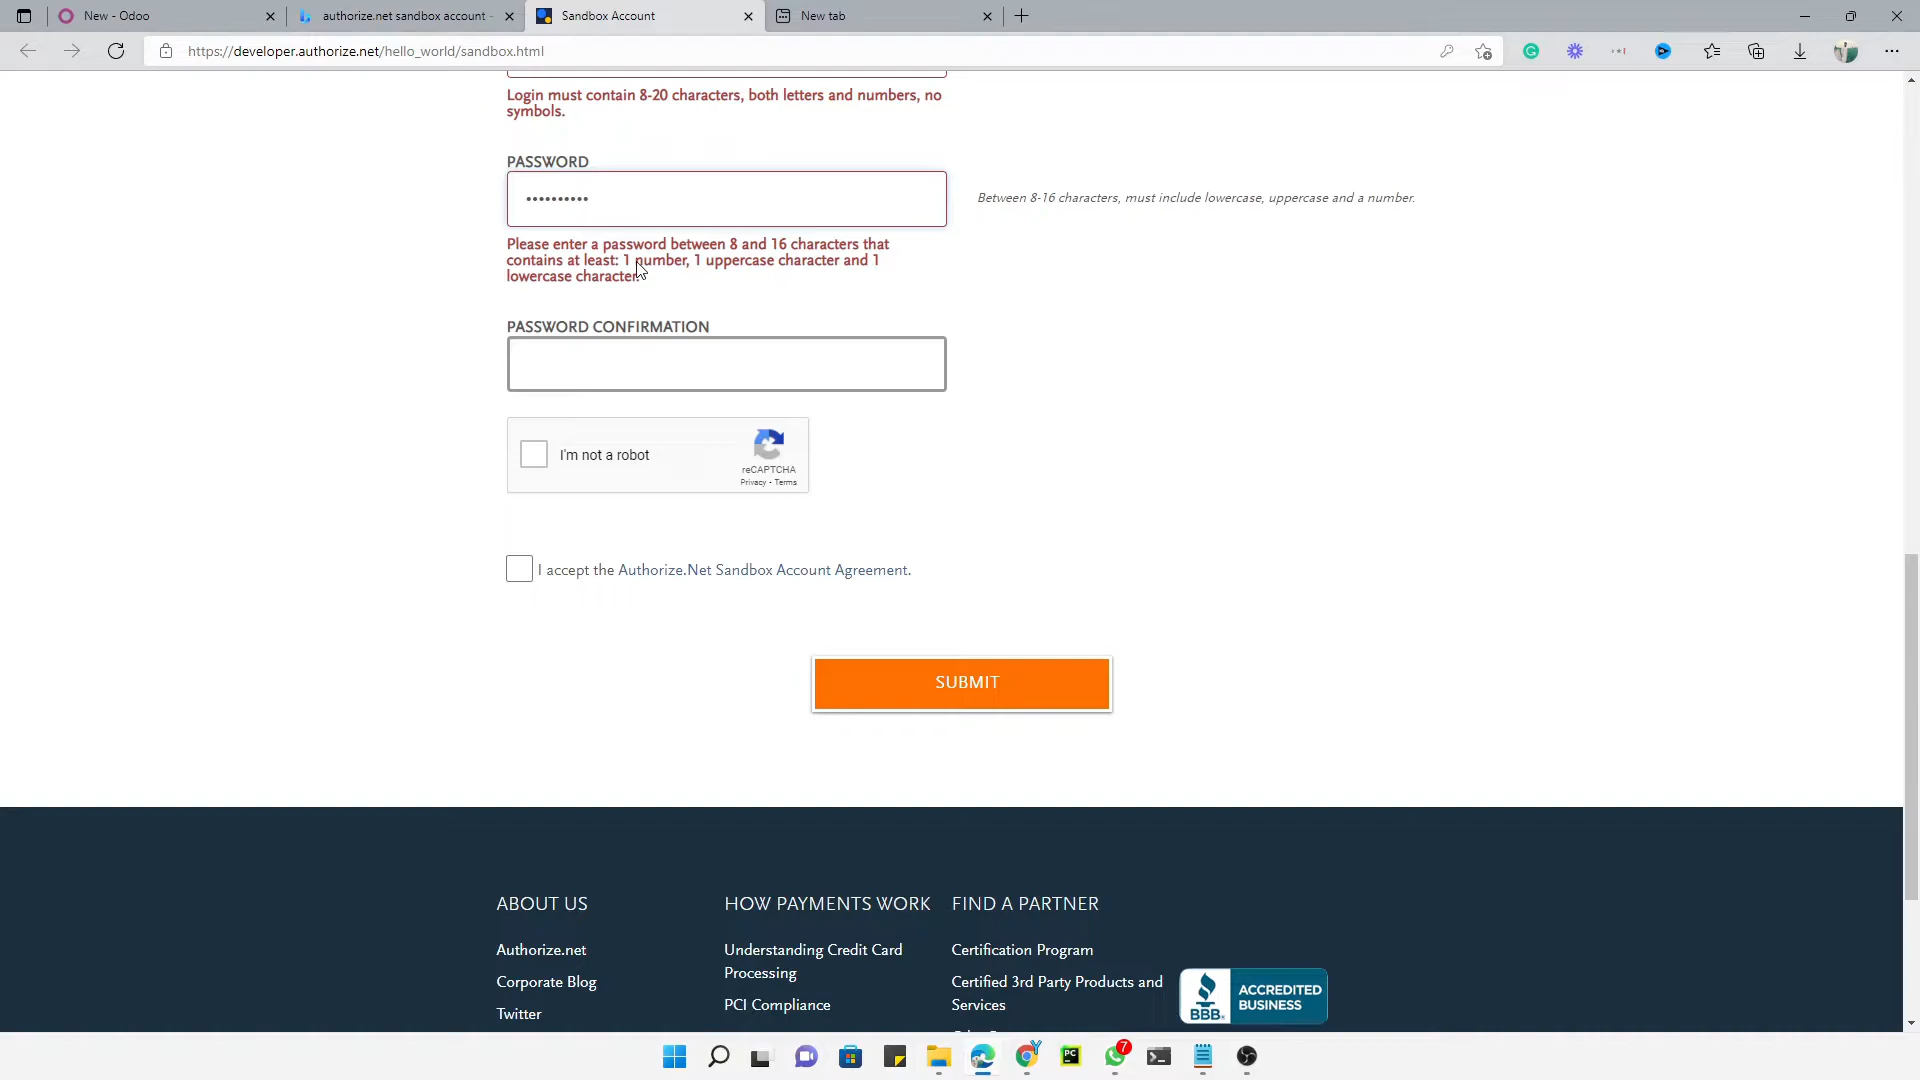 New - Odoo
authorize.net sandbox account -
Sandbox Account
New tab
https://developer.authorize.net/hello_world/sandbox.html
Login must contain 8-20 characters, both letters and numbers, no
symbols.
PASSWORD
••••••••••
Between 8-16 characters, must include lowercase, uppercase and a number.
Please enter a password between 8 and 16 characters that
contains at least: 1 number, 1 uppercase character and 1
lowercase character.
PASSWORD CONFIRMATION
I'm not a robot
reCAPTCHA
Privacy • Terms
I accept the Authorize.Net Sandbox Account Agreement.
SUBMIT
ABOUT US
HOW PAYMENTS WORK
FIND A PARTNER
Authorize.net
Understanding Credit Card
Processing
Certification Program
Corporate Blog
Certified 3rd Party Products and
Services
Twitter
PCI Compliance
BBB.
ACCREDITED
BUSINESS
PC
7